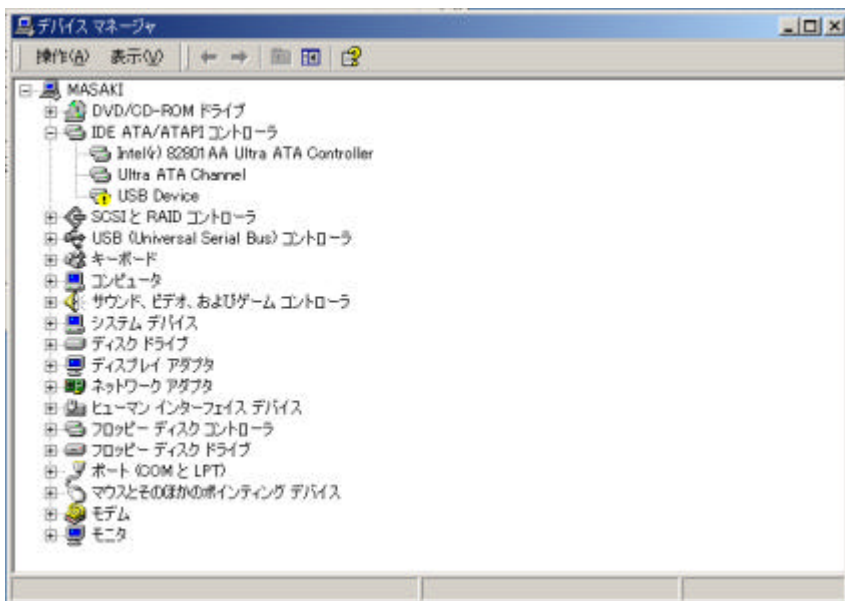 デバイス マネージャ
操作(A) 表示(V)
MASAKI
DVD/CD-ROM ドライブ
IDE ATA/ATAPI コントローラ
Intel(r) 82801AA Ultra ATA Controller
Ultra ATA Channel
USB Device
SCSI と RAID コントローラ
USB (Universal Serial Bus) コントローラ
キーボード
コンピュータ
サウンド、ビデオ、およびゲーム コントローラ
システム デバイス
ディスク ドライブ
ディスプレイ アダプタ
ネットワーク アダプタ
ヒューマン インターフェイス デバイス
フロッピー ディスク コントローラ
フロッピー ディスク ドライブ
ポート (COM と LPT)
マウスとそのほかのポインティング デバイス
モデム
モニタ